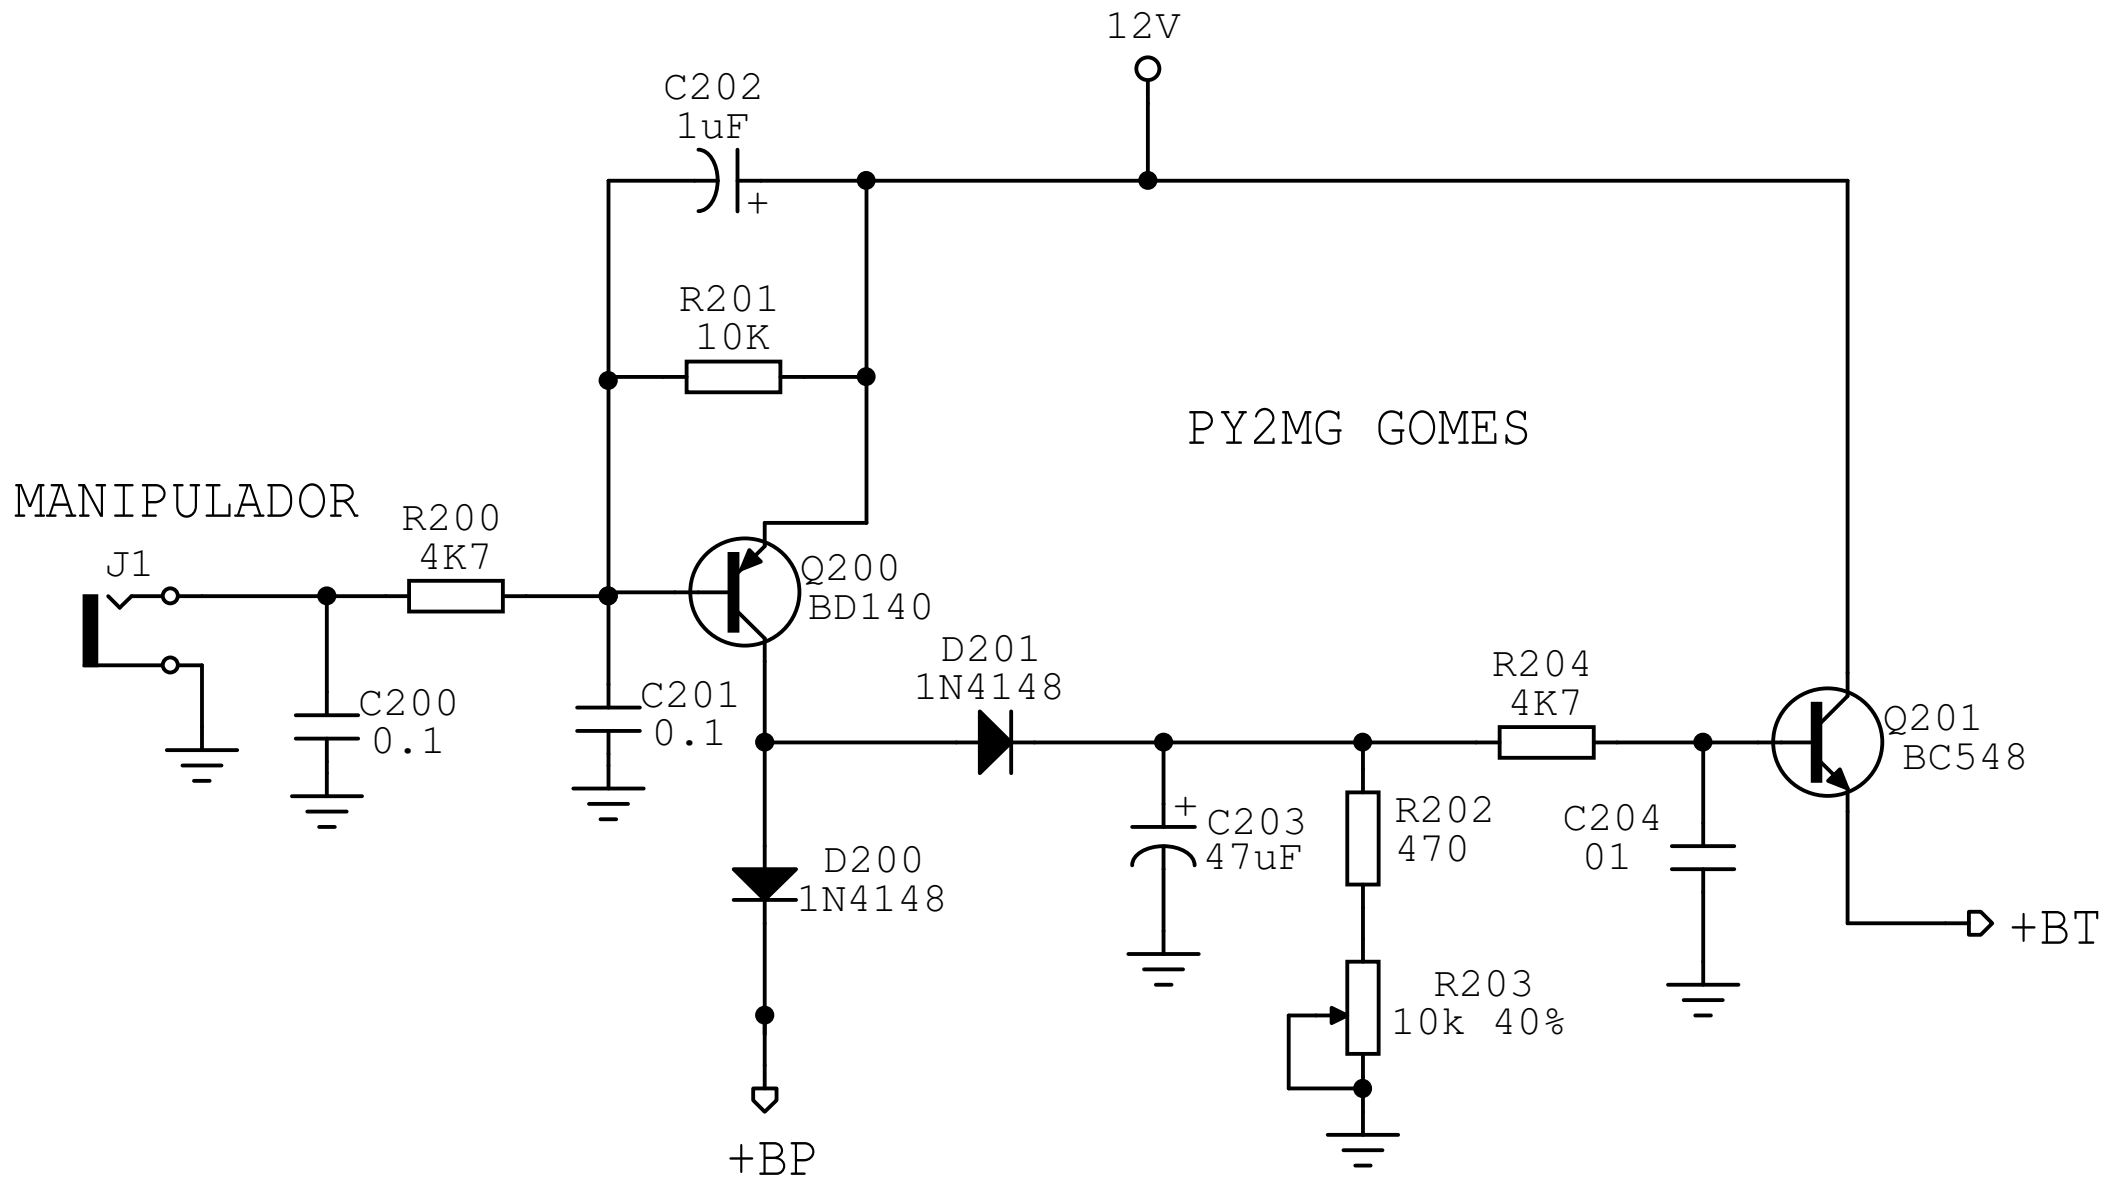 12V
C202
1uF
+
R201
10K
PY2MG GOMES
MANIPULADOR
J1
R200
4K7
Q200
BD140
C200
0.1
C201
0.1
D201
1N4148
R204
4K7
Q201
BC548
+
C203
47uF
R202
470
C204
01
D200
1N4148
+BT
R203
10k 40%
+BP